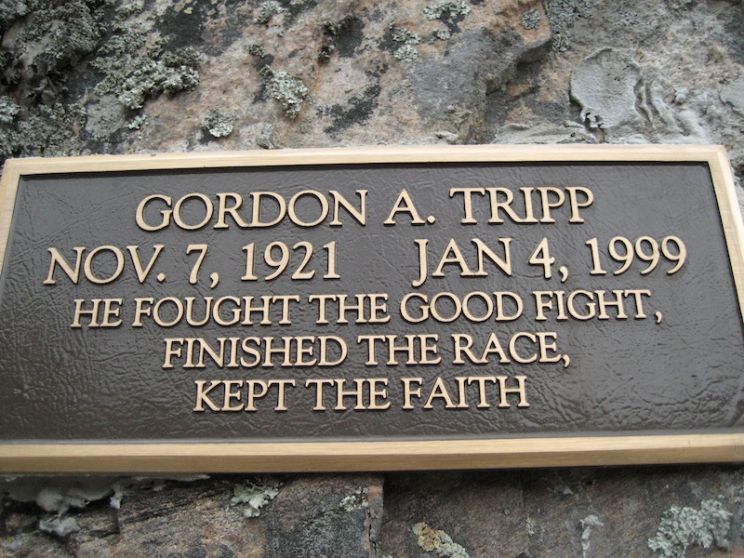 GORDON A. TRIPP
NOV. 7, 1921 JAN 4, 1999
HE FOUGHT THE GOOD FIGHT,
FINISHED THE RACE,
KEPT THE FAITH